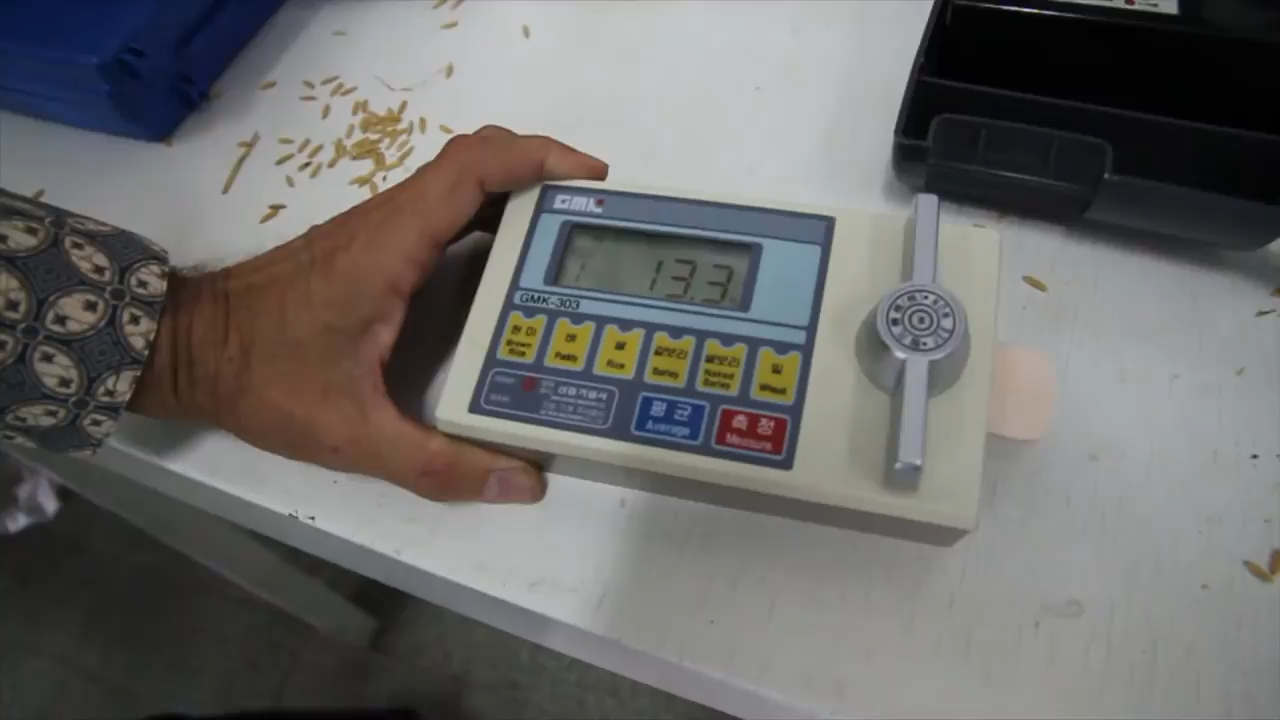 GMK
1 13.3
GMK-303
현미 벼 쌀 겉보리 쌀보리 밀
Brown Rice Paddy Rice Barley Naked Barley Wheat
평균 측정
Average Measure